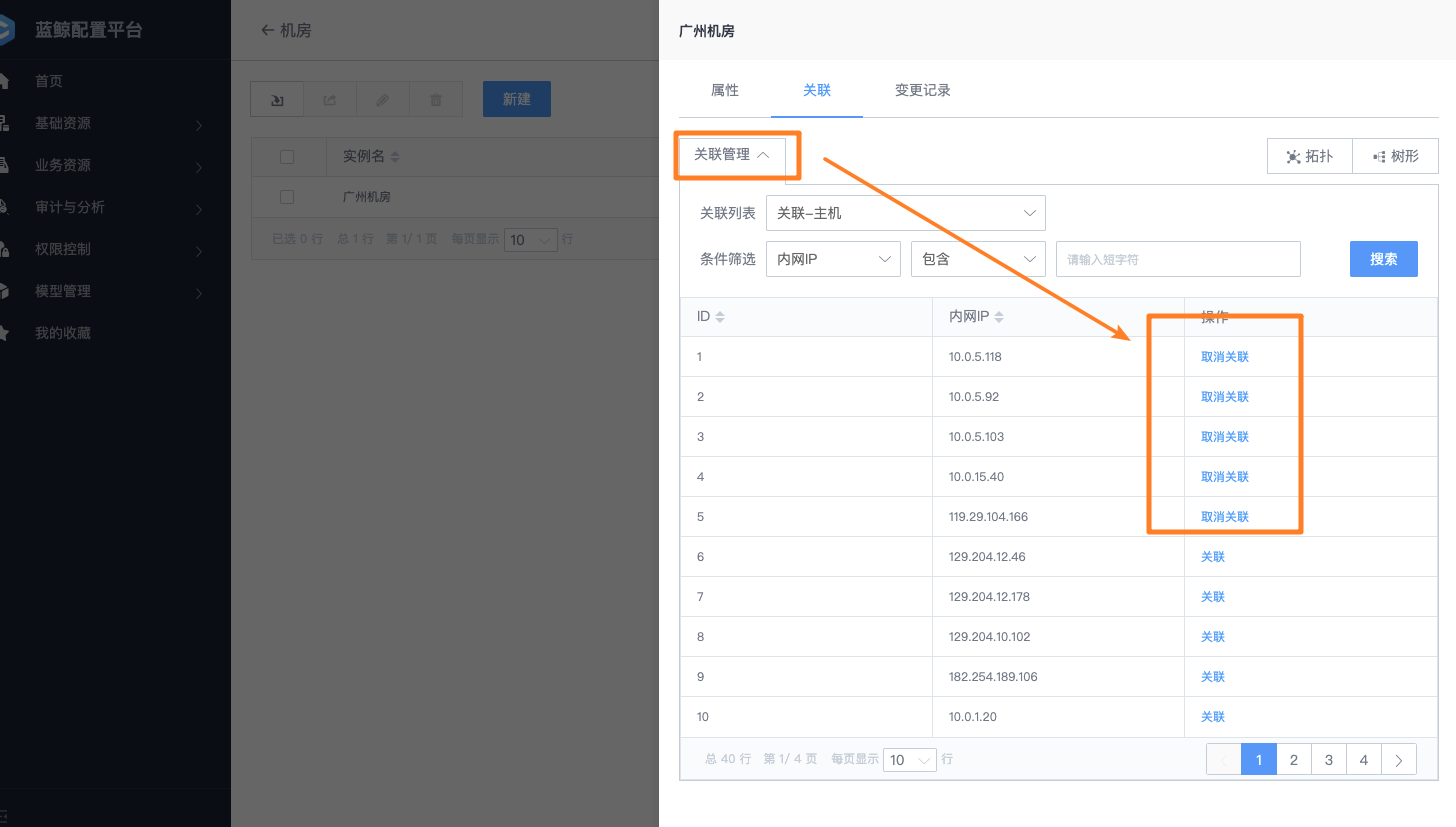 蓝鲸配置平台
首页
基础资源
业务资源
审计与分析
权限控制
模型管理
我的收藏
机房
新建
实例名
广州机房
已选 0 行 总 1 行 第 1/ 1 页 每页显示 10 行
广州机房
属性 关联 变更记录
关联管理 拓扑 树形
关联列表 关联-主机
条件筛选 内网IP 包含 请输入短字符 搜索
ID 内网IP 操作
1 10.0.5.118 取消关联
2 10.0.5.92 取消关联
3 10.0.5.103 取消关联
4 10.0.15.40 取消关联
5 119.29.104.166 取消关联
6 129.204.12.46 关联
7 129.204.12.178 关联
8 129.204.10.102 关联
9 182.254.189.106 关联
10 10.0.1.20 关联
总 40 行 第 1/ 4 页 每页显示 10 行 1 2 3 4